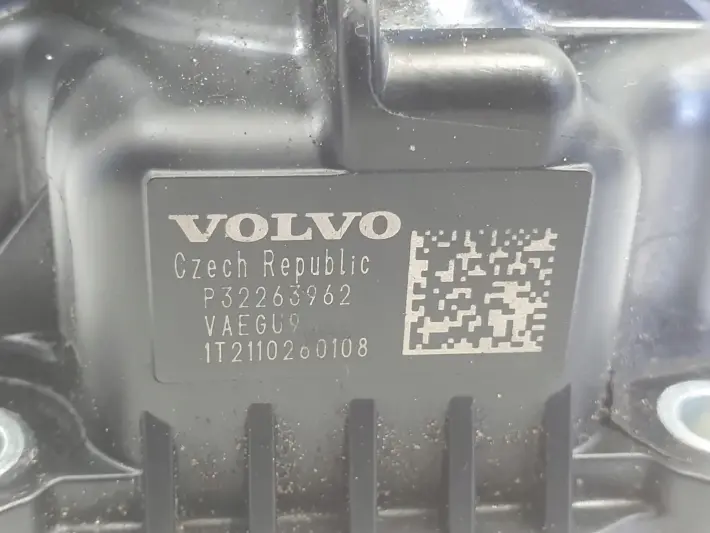 VOLVO
Czech Republic
P32263962
VAEGU9
1T2110260108